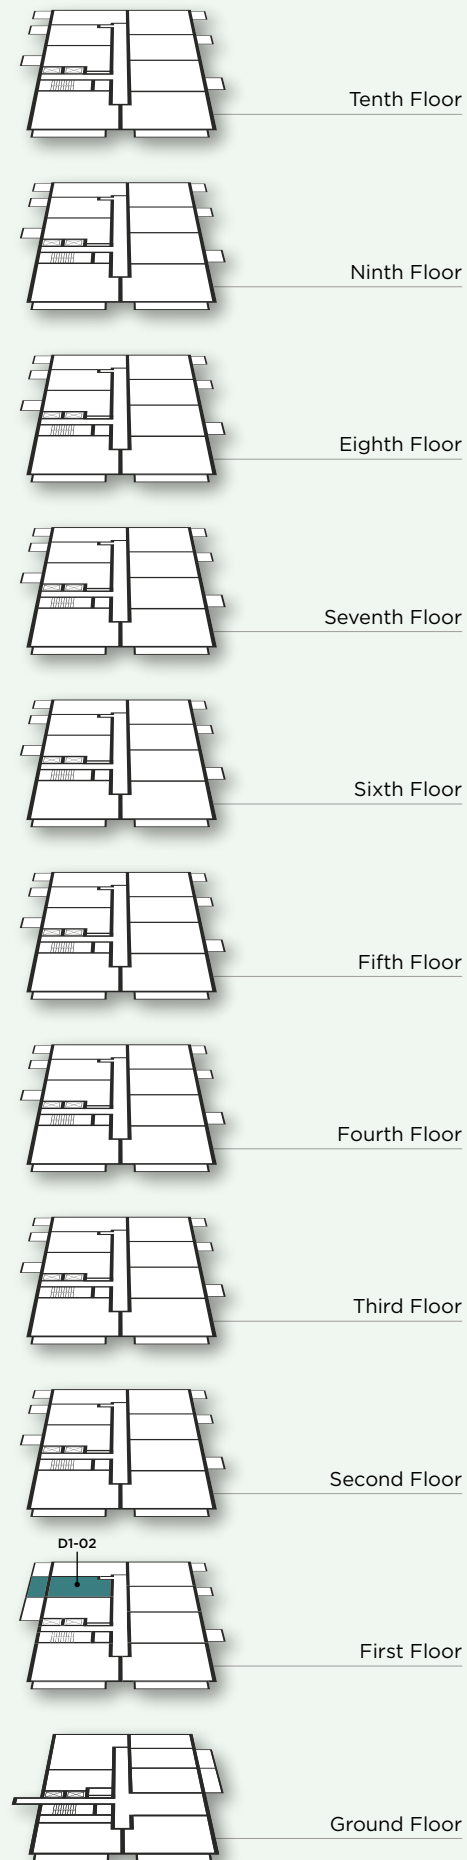 Tenth Floor
Ninth Floor
Eighth Floor
Seventh Floor
Sixth Floor
Fifth Floor
Fourth Floor
Third Floor
Second Floor
D1-02
First Floor
Ground Floor